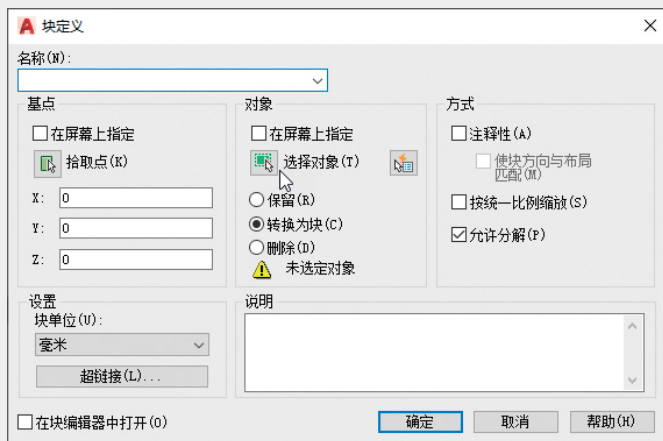 块定义
名称(N):
基点
在屏幕上指定
拾取点(K)
X: 0
Y: 0
Z: 0
对象
在屏幕上指定
选择对象(T)
保留(R)
转换为块(C)
删除(D)
未选定对象
方式
注释性(A)
使块方向与布局
匹配(M)
按统一比例缩放(S)
允许分解(P)
设置
块单位(U):
毫米
超链接(L)...
说明
在块编辑器中打开(O)
确定
取消
帮助(H)